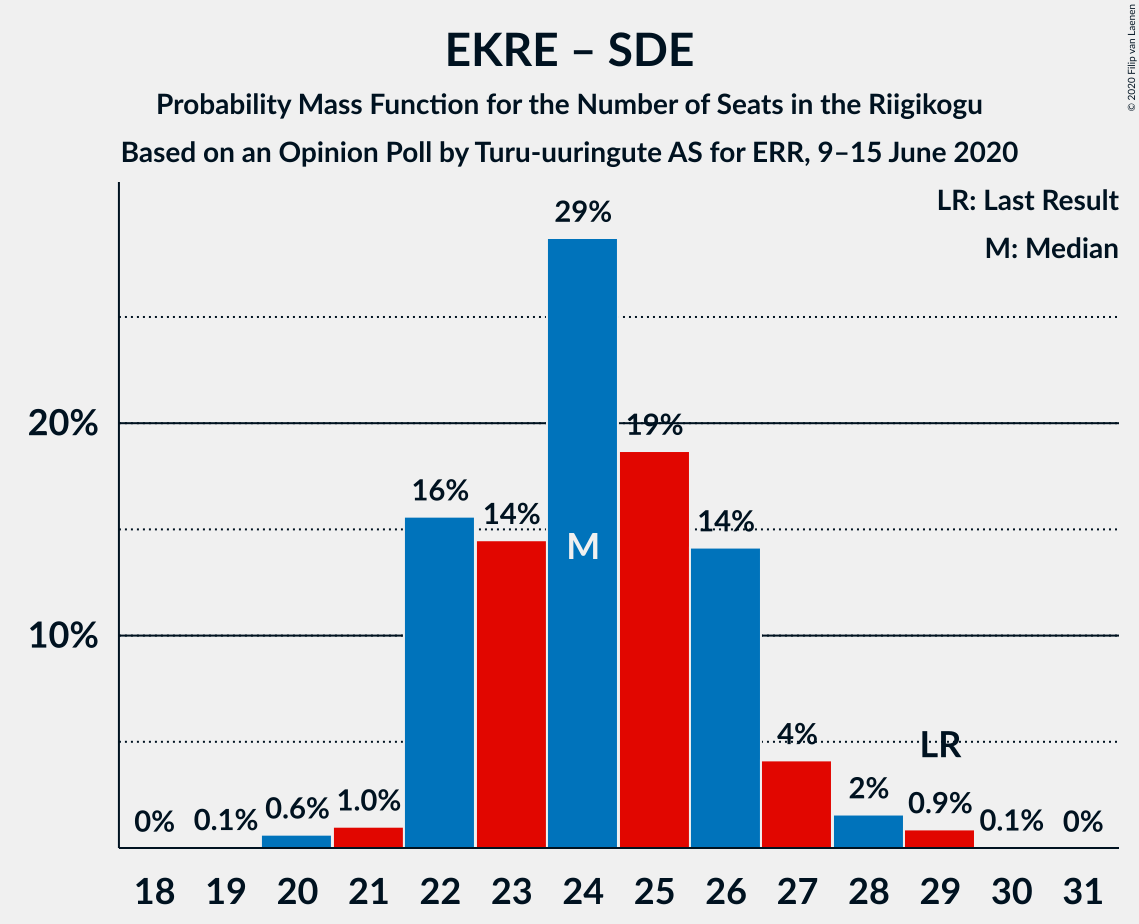 EKRE – SDE
Probability Mass Function for the Number of Seats in the Riigikogu
Based on an Opinion Poll by Turu-uuringute AS for ERR, 9–15 June 2020
© 2020 Filip van Laenen
LR: Last Result
M: Median
29%
20%
19%
16%
14%
14%
M
10%
4%
LR
2%
0%
0.1%
0.6%
1.0%
0.9%
0.1%
0%
18 19 20 21 22 23 24 25 26 27 28 29 30 31